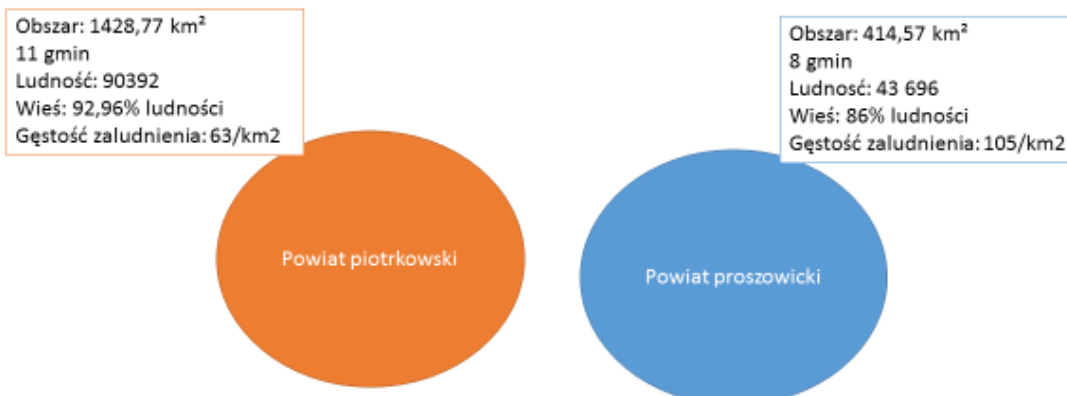 Obszar: 1428,77 km²
11 gmin
Ludność: 90392
Wieś: 92,96% ludności
Gęstość zaludnienia: 63/km2
Obszar: 414,57 km²
8 gmin
Ludnosć: 43 696
Wieś: 86% ludności
Gęstość zaludnienia: 105/km2
Powiat piotrkowski
Powiat proszowicki